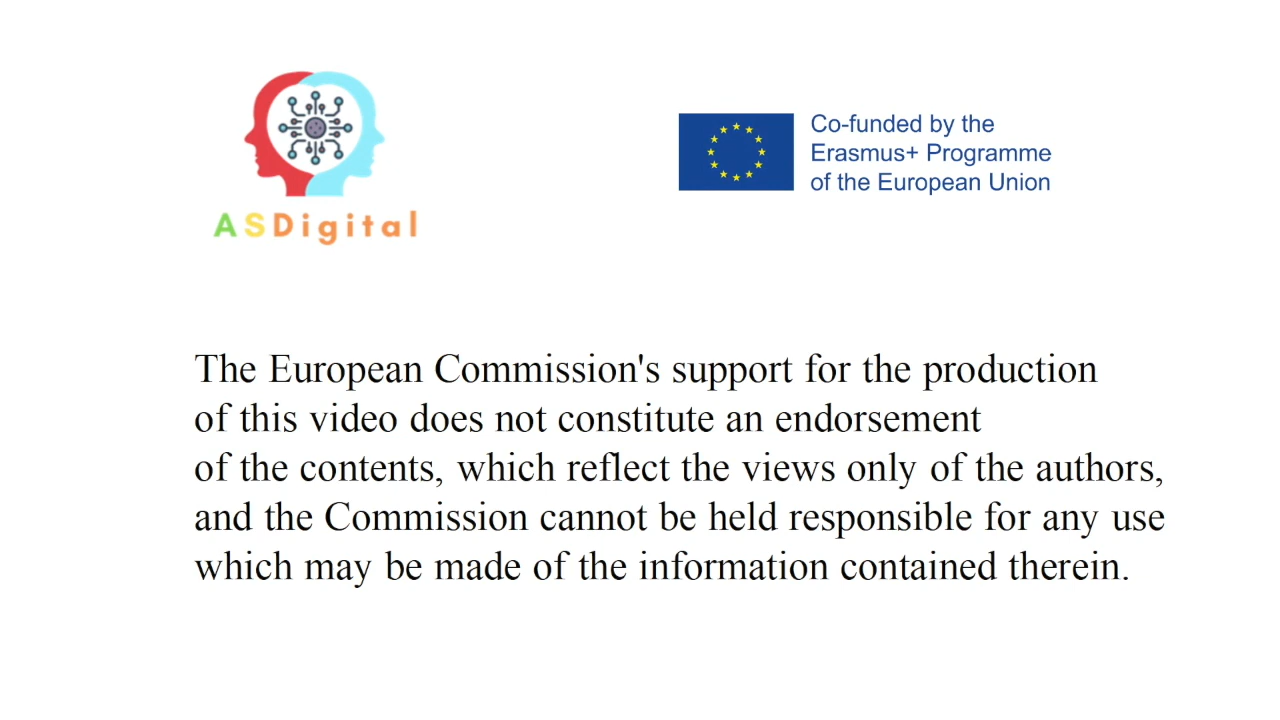 ASDigital
Co-funded by the
Erasmus+ Programme
of the European Union
The European Commission's support for the production
of this video does not constitute an endorsement
of the contents, which reflect the views only of the authors,
and the Commission cannot be held responsible for any use
which may be made of the information contained therein.